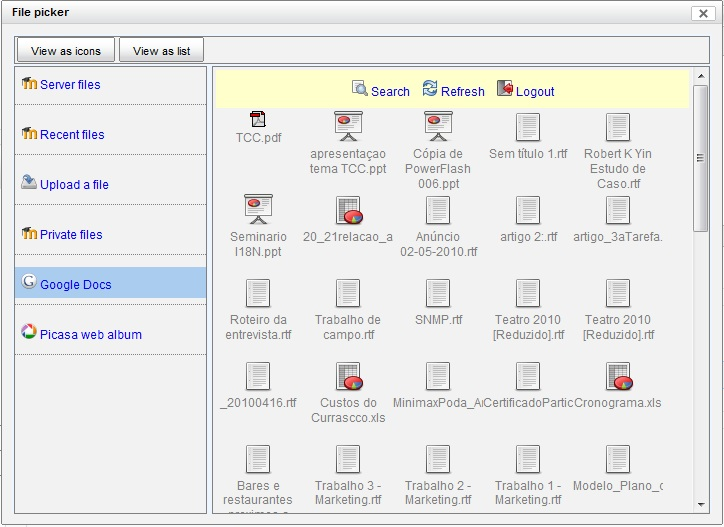 File picker
View as icons
View as list
Server files
Recent files
Upload a file
Private files
Google Docs
Picasa web album
Search
Refresh
Logout
TCC.pdf
apresentaçao
tema TCC.ppt
Cópia de
PowerFlash
006.ppt
Sem título 1.rtf
Robert K Yin
Estudo de
Caso.rtf
Seminario
I18N.ppt
20_21relacao_a
Anúncio
02-05-2010.rtf
artigo 2:.rtf
artigo_3aTarefa.
Roteiro da
entrevista.rtf
Trabalho de
campo.rtf
SNMP.rtf
Teatro 2010
[Reduzido].rtf
Teatro 2010
[Reduzido].rtf
_20100416.rtf
Custos do
Currascco.xls
MinimaxPoda_A
CertificadoPartic
Cronograma.xls
Bares e
restaurantes
Trabalho 3 -
Marketing.rtf
Trabalho 2 -
Marketing.rtf
Trabalho 1 -
Marketing.rtf
Modelo_Plano_